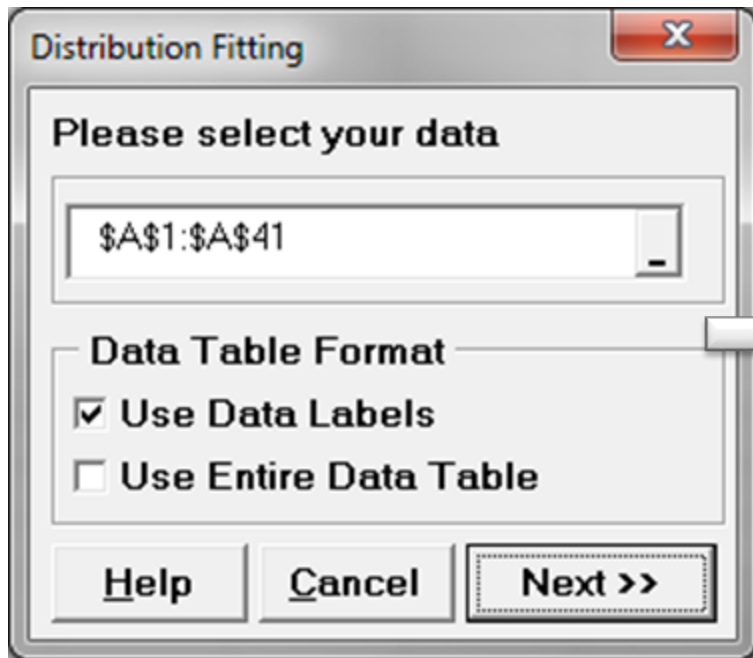 Distribution Fitting
Please select your data
$A$1:$A$41
Data Table Format
Use Data Labels
Use Entire Data Table
Help Cancel Next >>